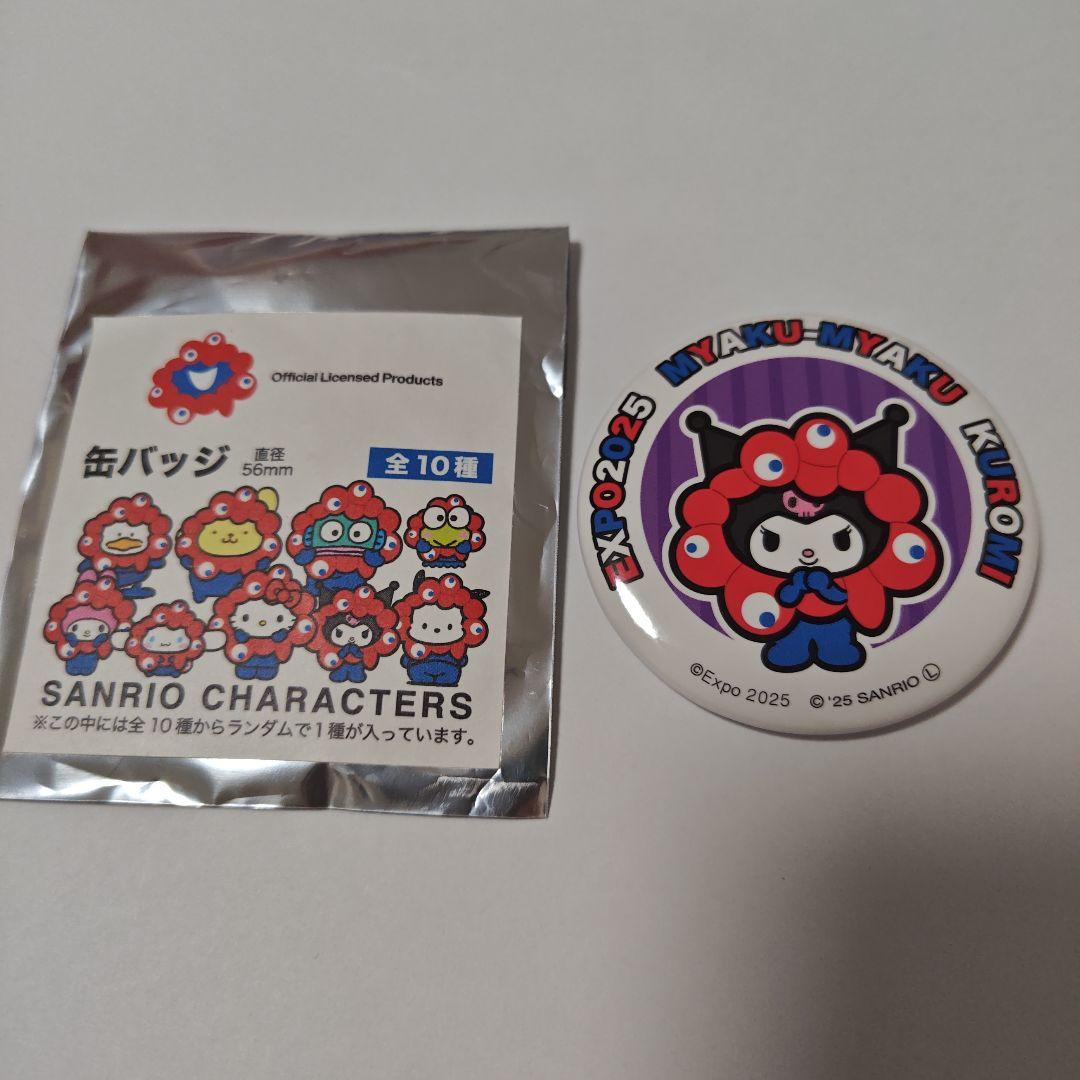 Official Licensed Products
缶バッジ
直径
56mm
全10種
SANRIO CHARACTERS
※この中には全10種からランダムで1種が入っています。
EXPO2025 MYAKU-MYAKU KUROMI
©Expo 2025 © '25 SANRIO Ⓛ